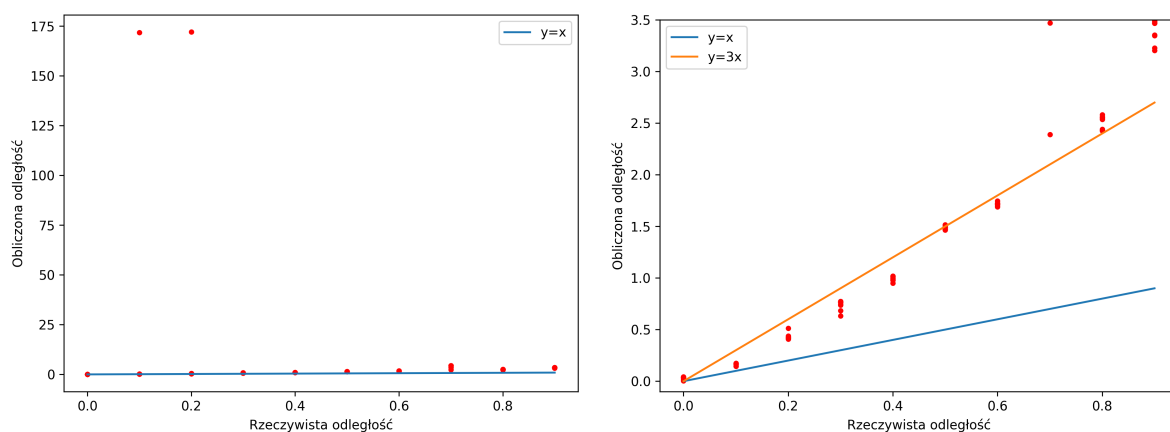 175
150
125
100
75
50
25
0
Obliczona odległość
0.0 0.2 0.4 0.6 0.8
Rzeczywista odległość
y=x
3.5
3.0
2.5
2.0
1.5
1.0
0.5
0.0
Obliczona odległość
0.0 0.2 0.4 0.6 0.8
Rzeczywista odległość
y=x
y=3x